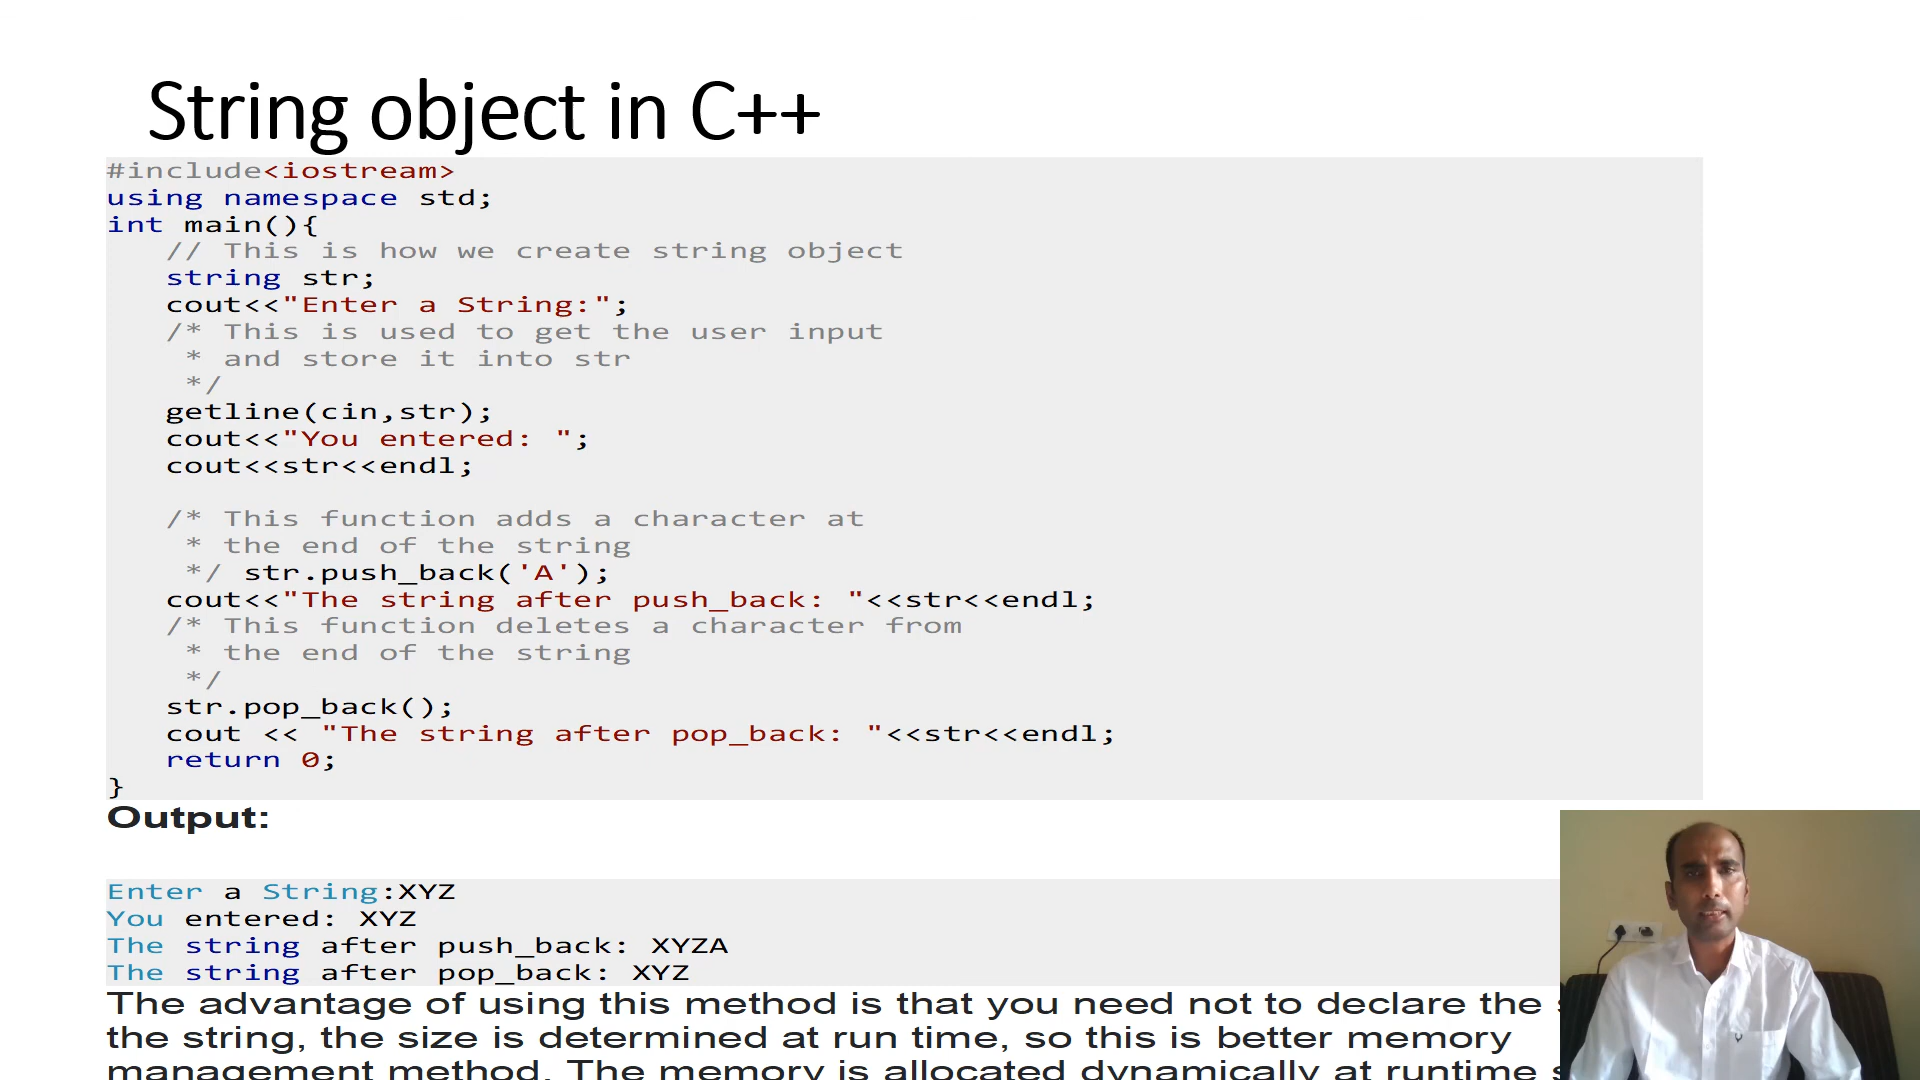 String object in C++
#include<iostream>
using namespace std;
int main(){
// This is how we create string object
string str;
cout<<"Enter a String:";
/* This is used to get the user input
* and store it into str
*/
getline(cin,str);
cout<<"You entered: ";
cout<<str<<endl;
/* This function adds a character at
* the end of the string
*/ str.push_back('A');
cout<<"The string after push_back: "<<str<<endl;
/* This function deletes a character from
* the end of the string
*/
str.pop_back();
cout << "The string after pop_back: "<<str<<endl;
return 0;
}
Output:
Enter a String:XYZ
You entered: XYZ
The string after push_back: XYZA
The string after pop_back: XYZ
The advantage of using this method is that you need not to declare the
the string, the size is determined at run time, so this is better memory
management method. The memory is allocated dynamically at runtime